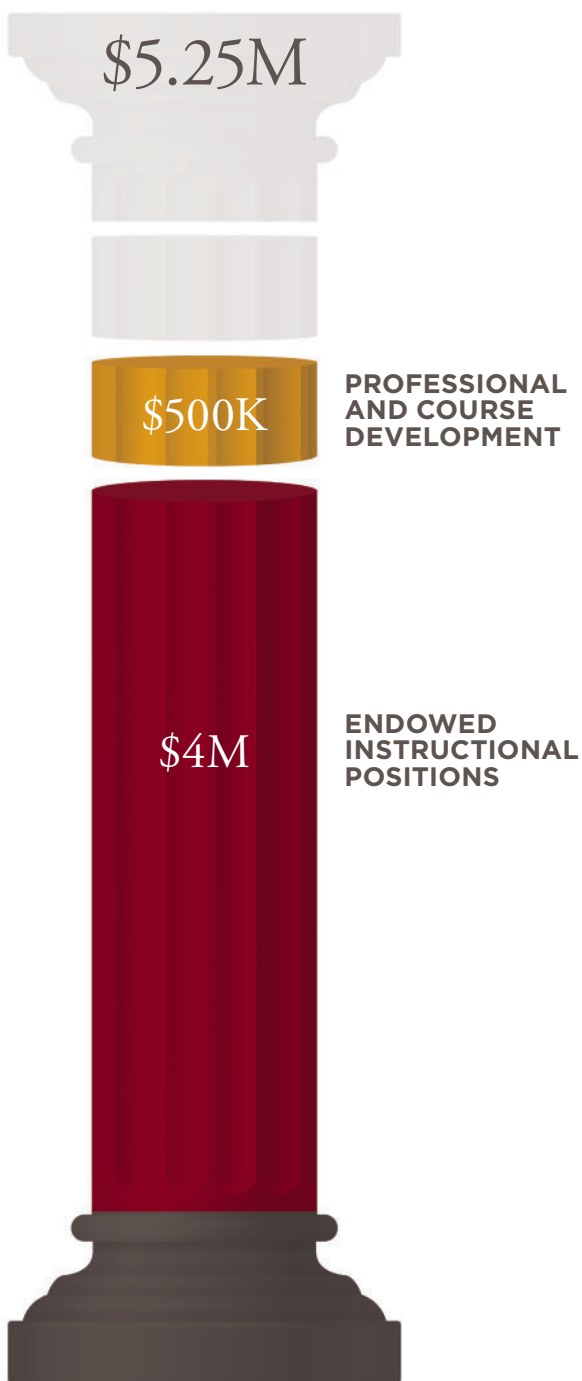 $5.25M
$500K
PROFESSIONAL
AND COURSE
DEVELOPMENT
$4M
ENDOWED
INSTRUCTIONAL
POSITIONS